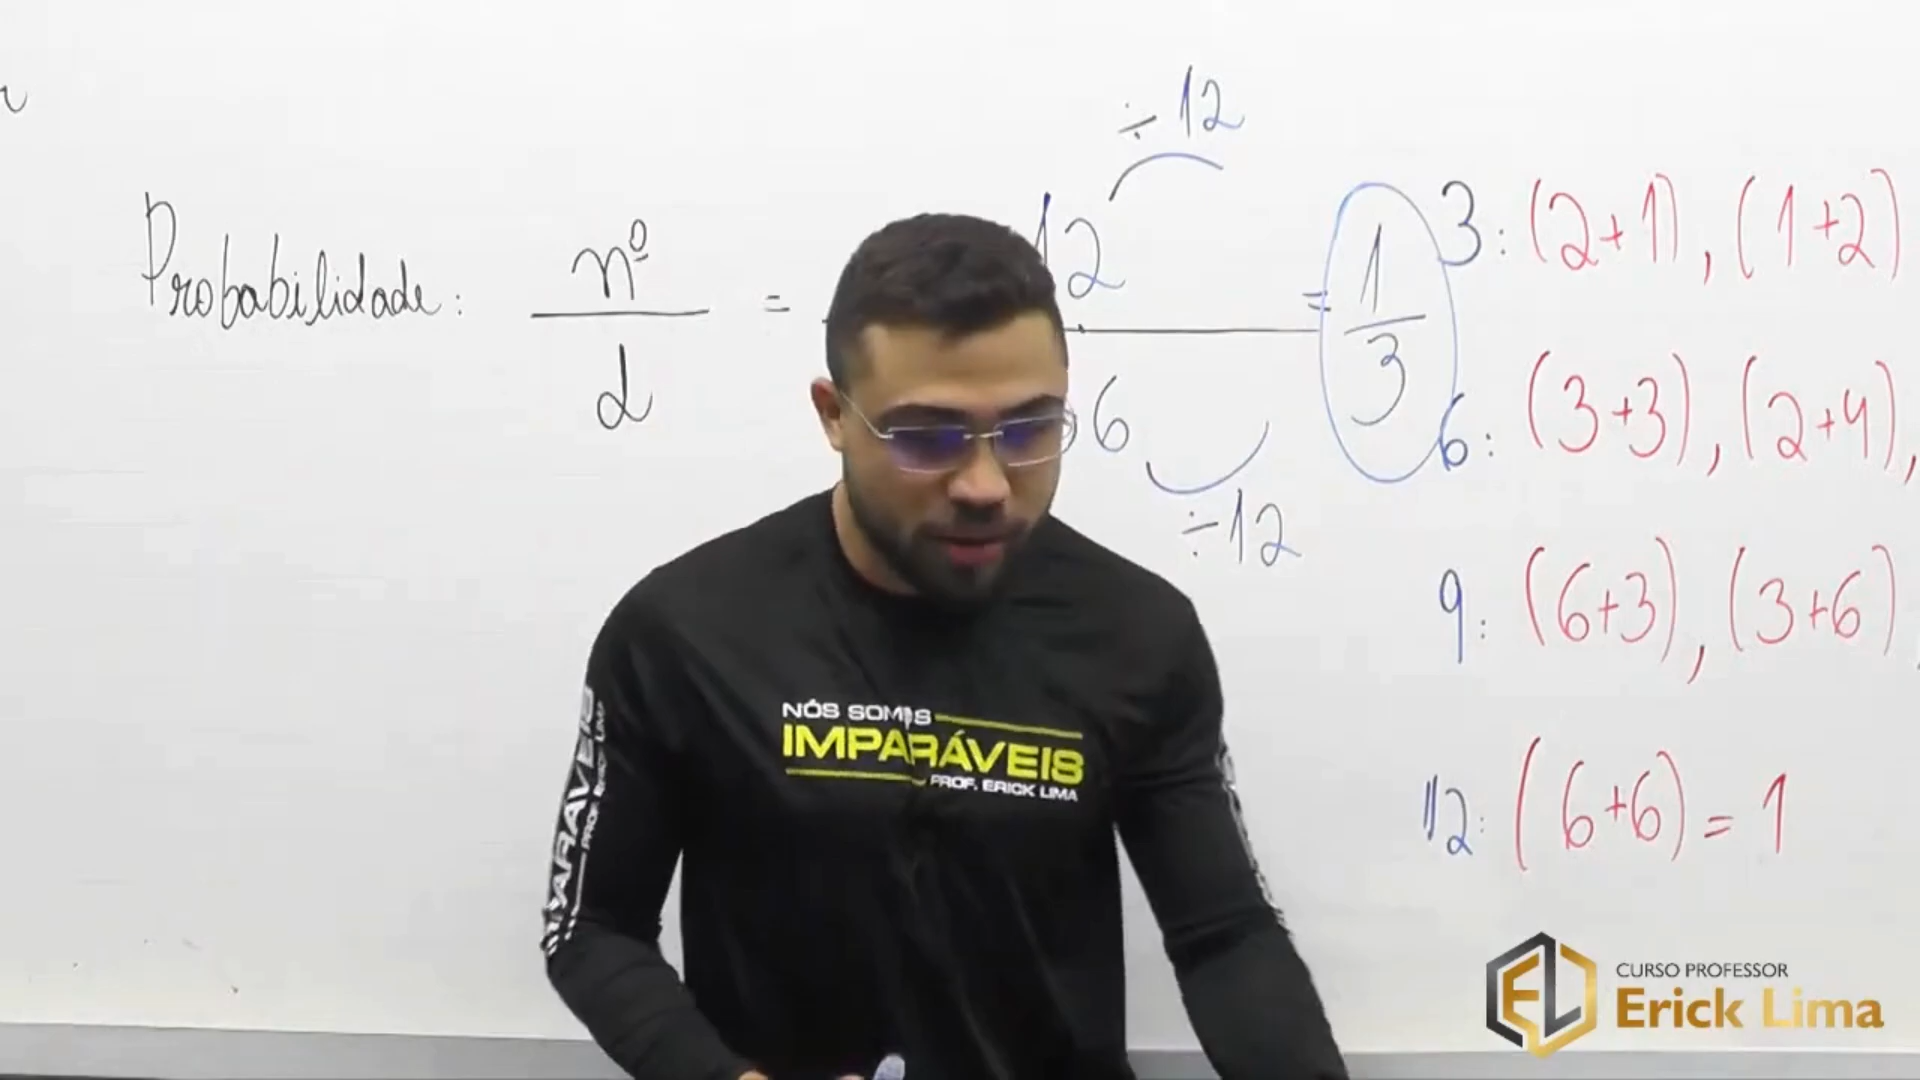 ÷ 12
Probabilidade: nº = 12 = 1
d 36 3
÷12
3: (2+1), (1+2)
6: (3+3), (2+4),
9: (6+3), (3+6)
12: (6+6) = 1
NÓS SOMOS
IMPARÁVEIS
PROF. ERICK LIMA
CURSO PROFESSOR
Erick Lima